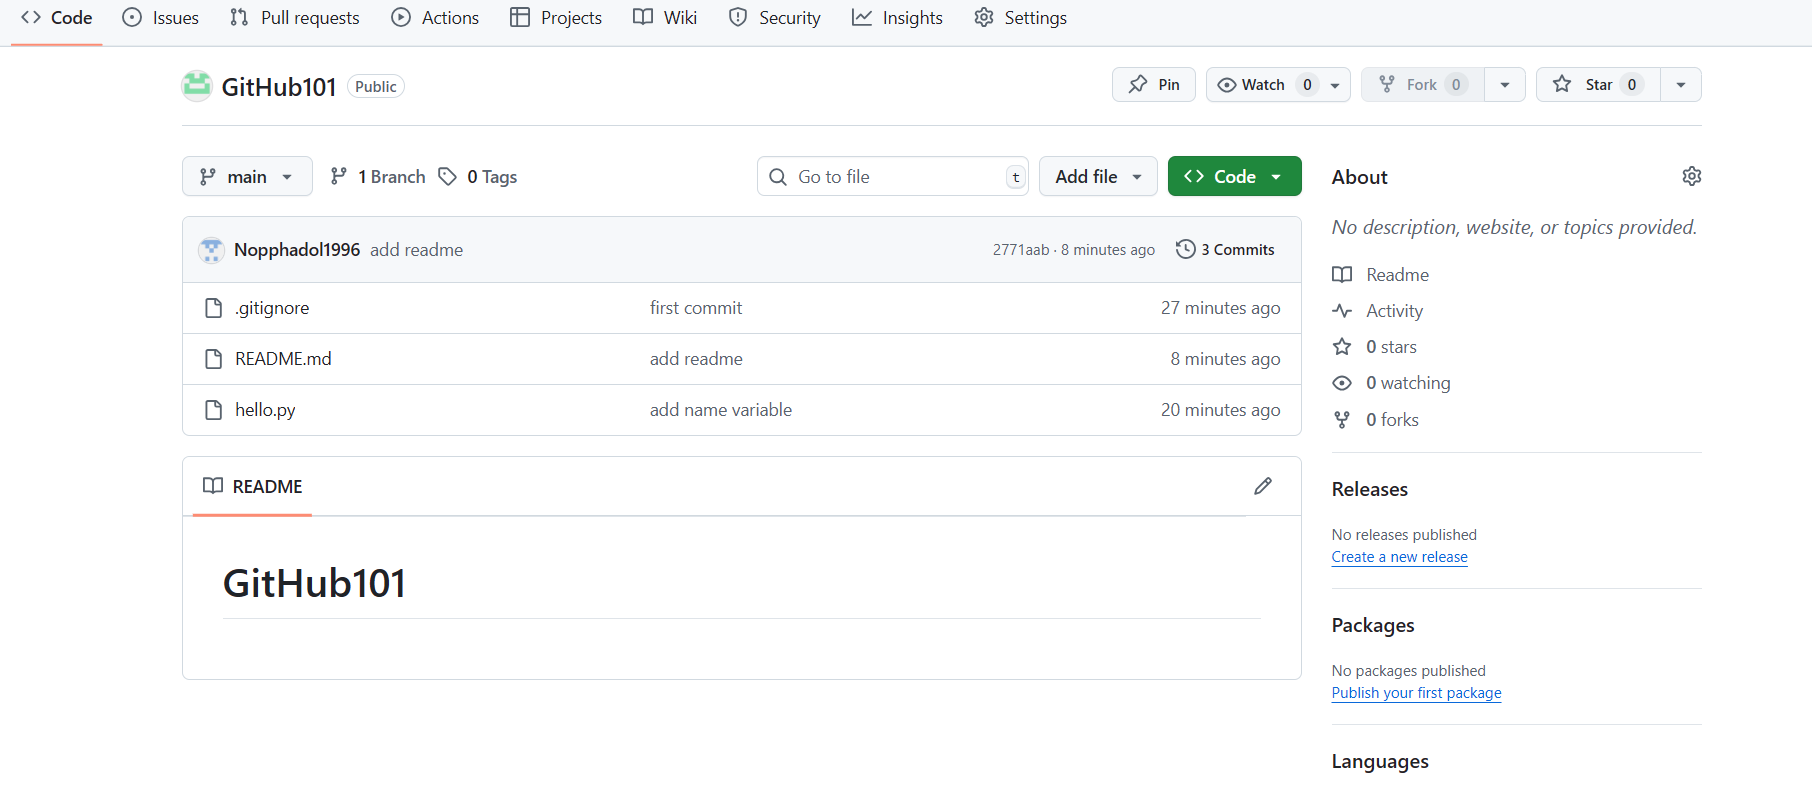 Code Issues Pull requests Actions Projects Wiki Security Insights Settings
GitHub101 Public Pin Watch 0 Fork 0 Star 0
main 1 Branch 0 Tags Go to file t Add file Code
Nopphadol1996 add readme 2771aab · 8 minutes ago 3 Commits
.gitignore first commit 27 minutes ago
README.md add readme 8 minutes ago
hello.py add name variable 20 minutes ago
README
GitHub101
About
No description, website, or topics provided.
Readme
Activity
0 stars
0 watching
0 forks
Releases
No releases published
Create a new release
Packages
No packages published
Publish your first package
Languages